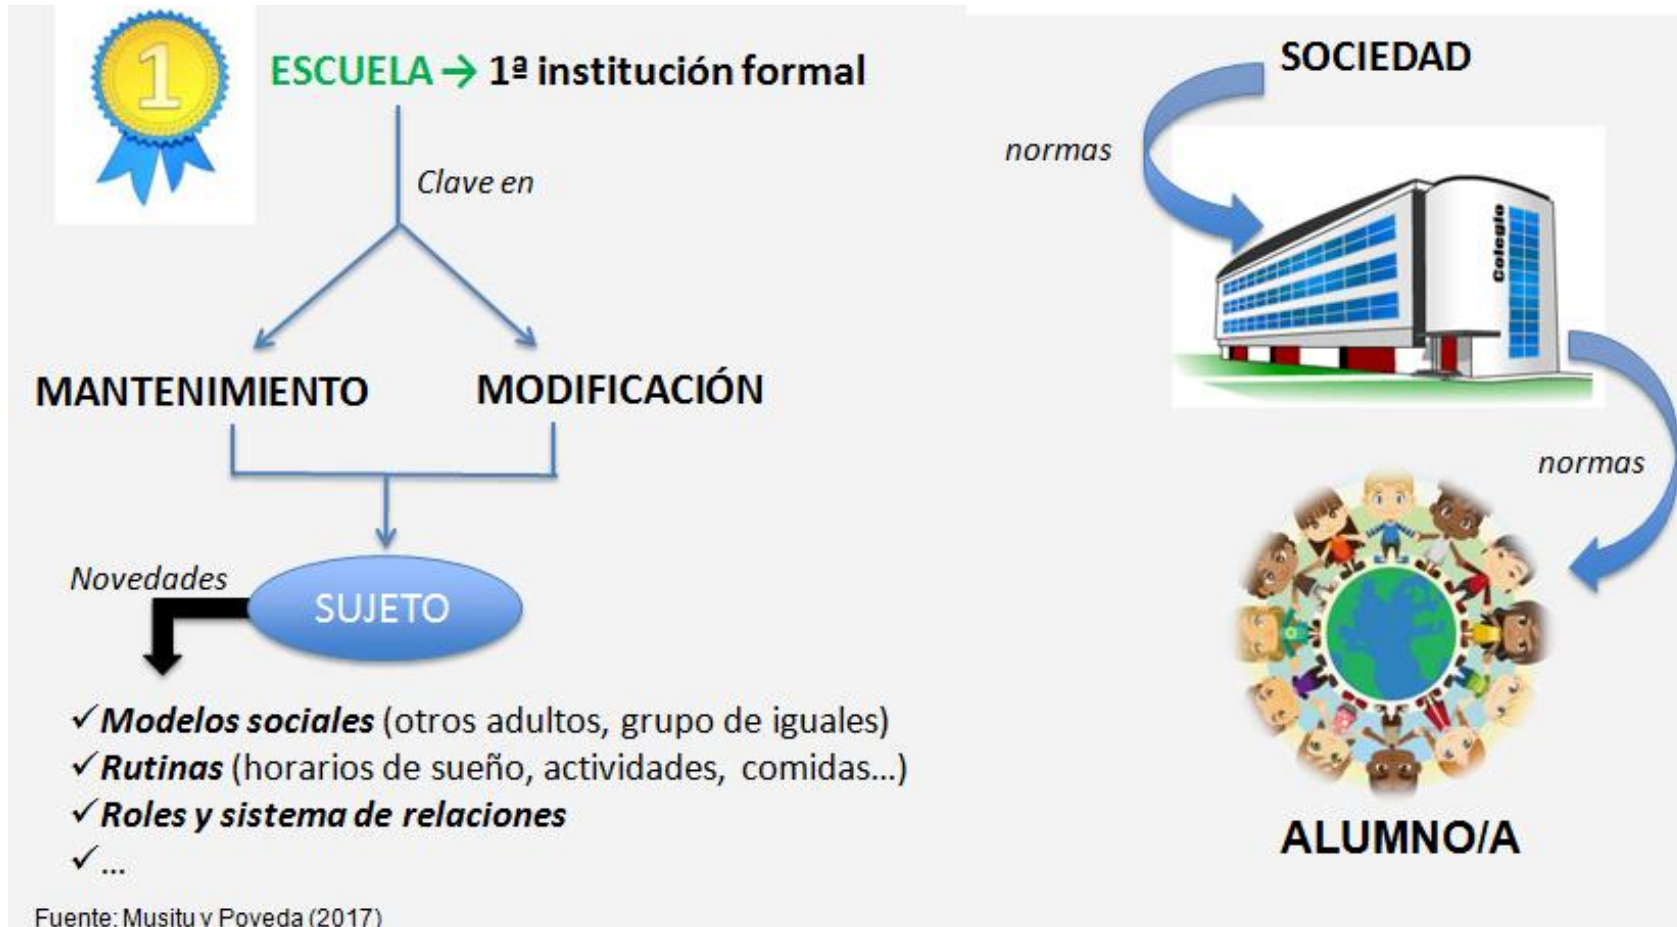 1
ESCUELA → 1ª institución formal
Clave en
MANTENIMIENTO
MODIFICACIÓN
Novedades
SUJETO
✓Modelos sociales (otros adultos, grupo de iguales)
✓Rutinas (horarios de sueño, actividades, comidas...)
✓Roles y sistema de relaciones
✓...
Fuente: Musitu y Poveda (2017)
SOCIEDAD
normas
Colegio
normas
ALUMNO/A